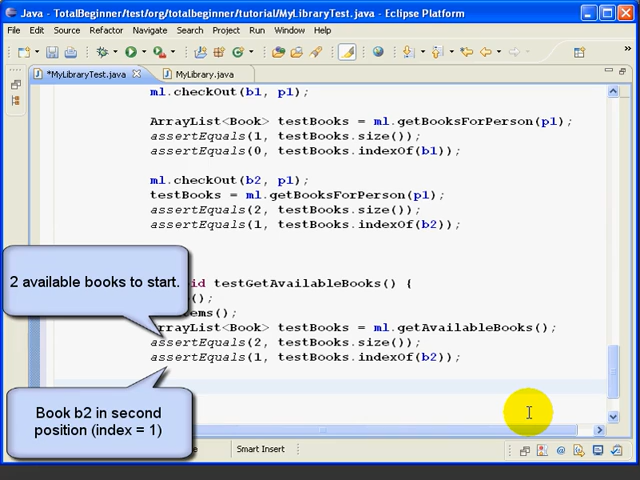 Java - TotalBeginner/test/org/totalbeginner/tutorial/MyLibraryTest.java - Eclipse Platform
File Edit Source Refactor Navigate Search Project Run Window Help
*MyLibraryTest.java MyLibrary.java
ml.checkOut(b1, p1);
ArrayList<Book> testBooks = ml.getBooksForPerson(p1);
assertEquals(1, testBooks.size());
assertEquals(0, testBooks.indexOf(b1));
ml.checkOut(b2, p1);
testBooks = ml.getBooksForPerson(p1);
assertEquals(2, testBooks.size());
assertEquals(1, testBooks.indexOf(b2));
2 available books to start.
id testGetAvailableBooks() {
();
tems();
ArrayList<Book> testBooks = ml.getAvailableBooks();
assertEquals(2, testBooks.size());
assertEquals(1, testBooks.indexOf(b2));
Book b2 in second
position (index = 1)
Smart Insert